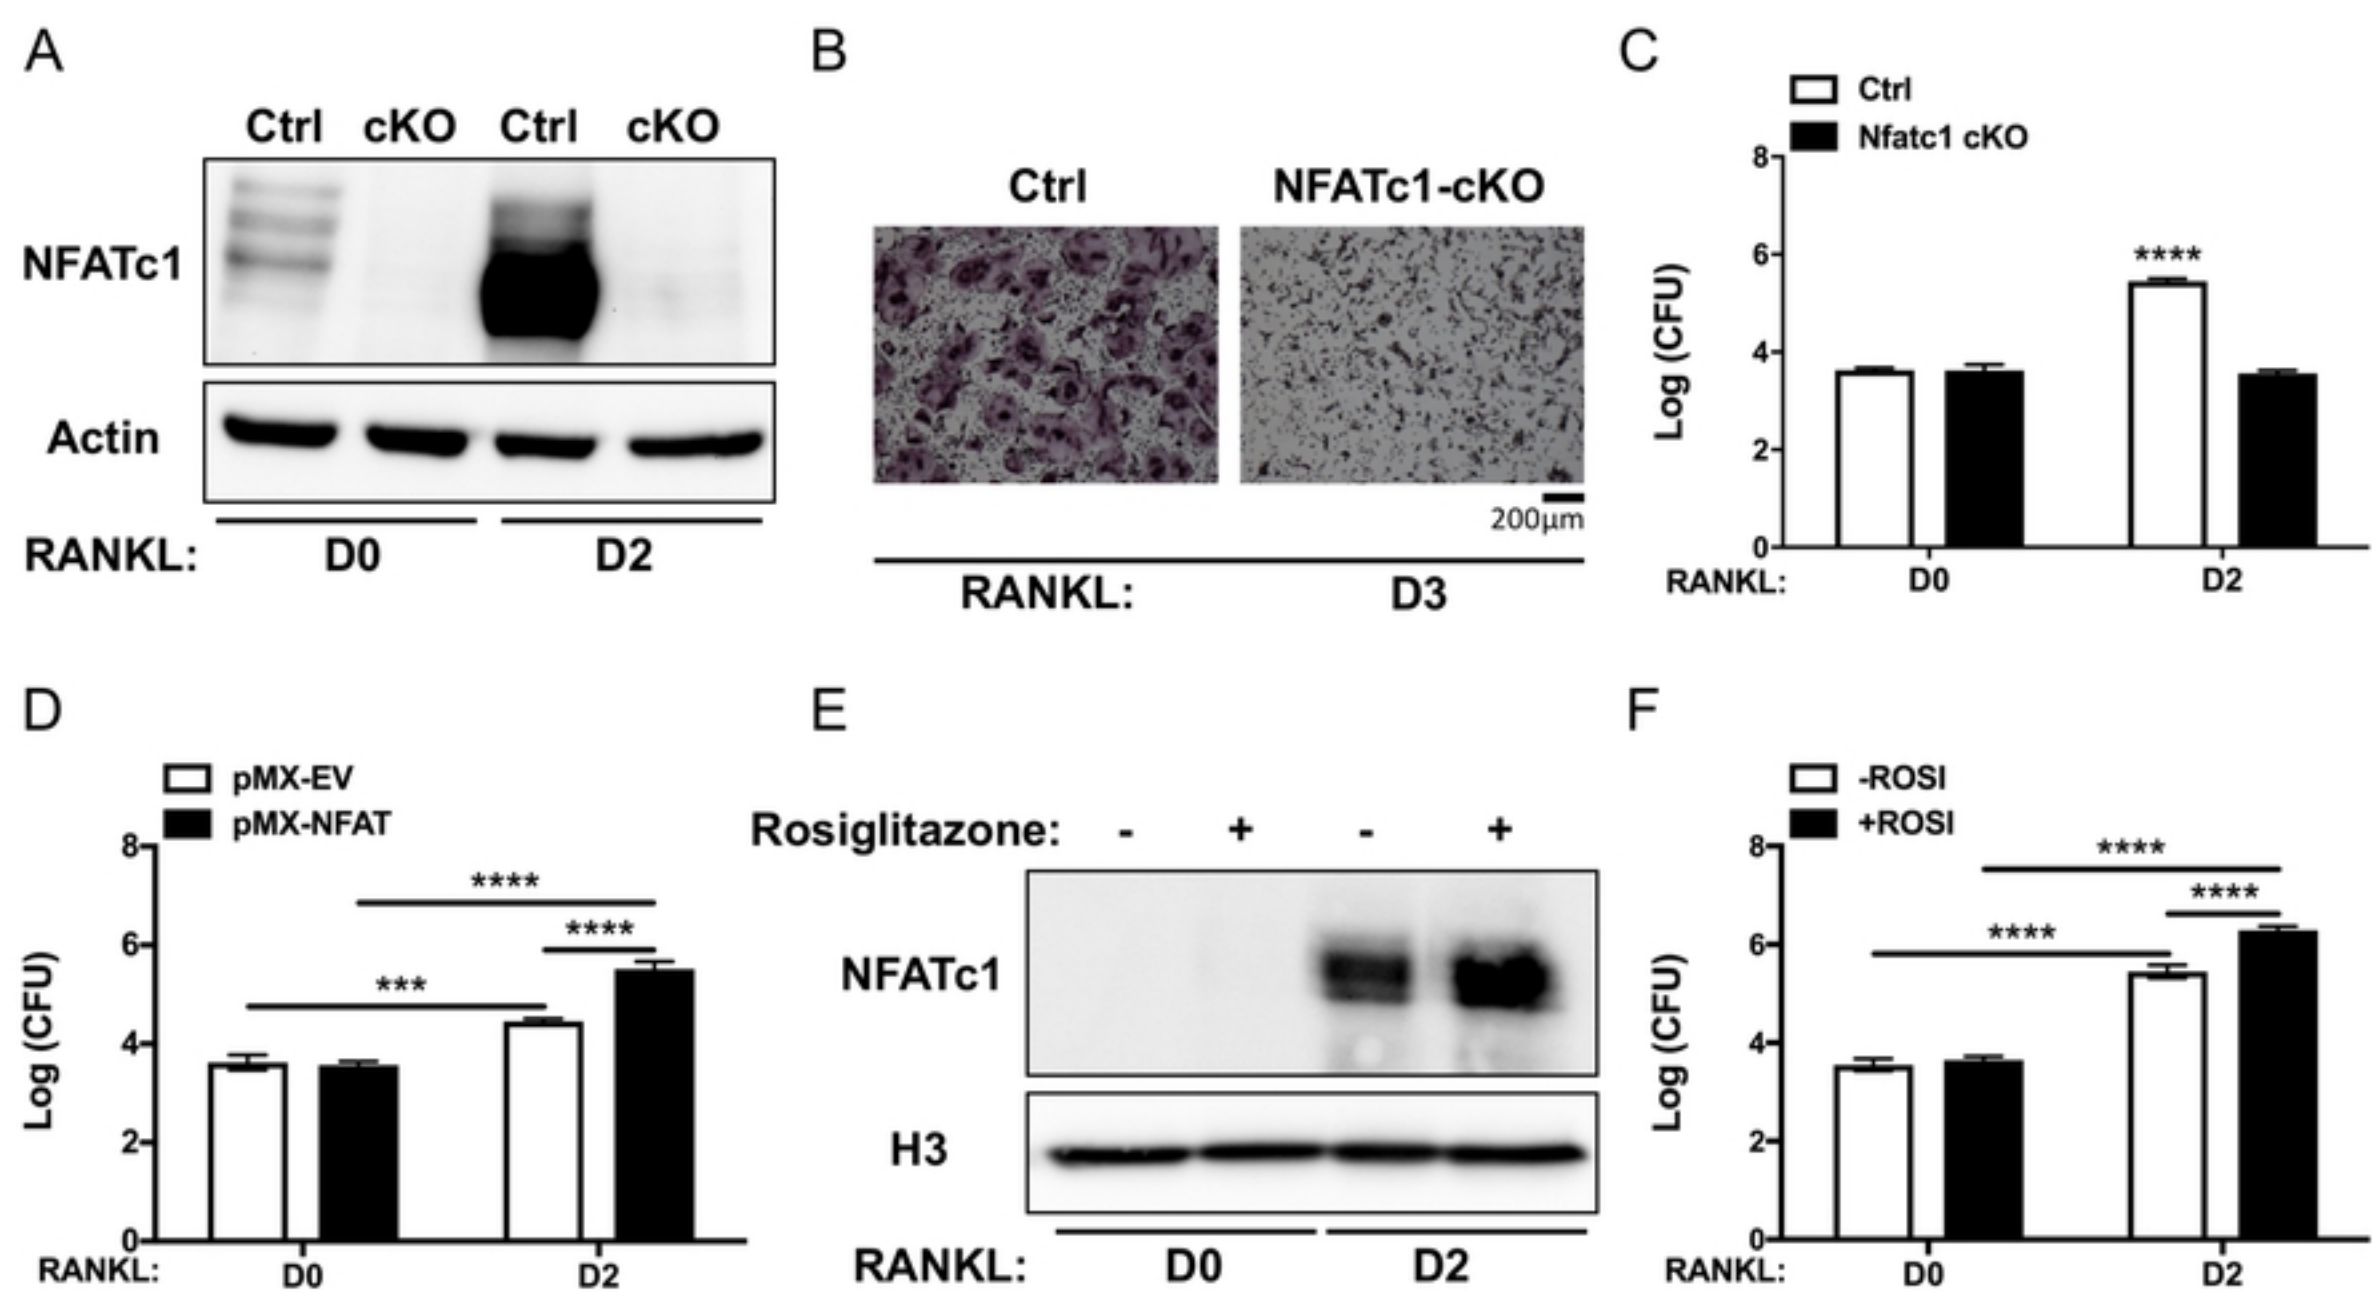 A
Ctrl cKO Ctrl cKO
NFATc1
Actin
RANKL: D0 D2
B
Ctrl NFATc1-cKO
200µm
RANKL: D3
C
Ctrl
Nfatc1 cKO
Log (CFU)
8
6
4
2
0
****
RANKL: D0 D2
D
pMX-EV
pMX-NFAT
Log (CFU)
8
6
4
2
0
****
****
***
RANKL: D0 D2
E
Rosiglitazone: - + - +
NFATc1
H3
RANKL: D0 D2
F
-ROSI
+ROSI
Log (CFU)
8
6
4
2
0
****
****
****
RANKL: D0 D2